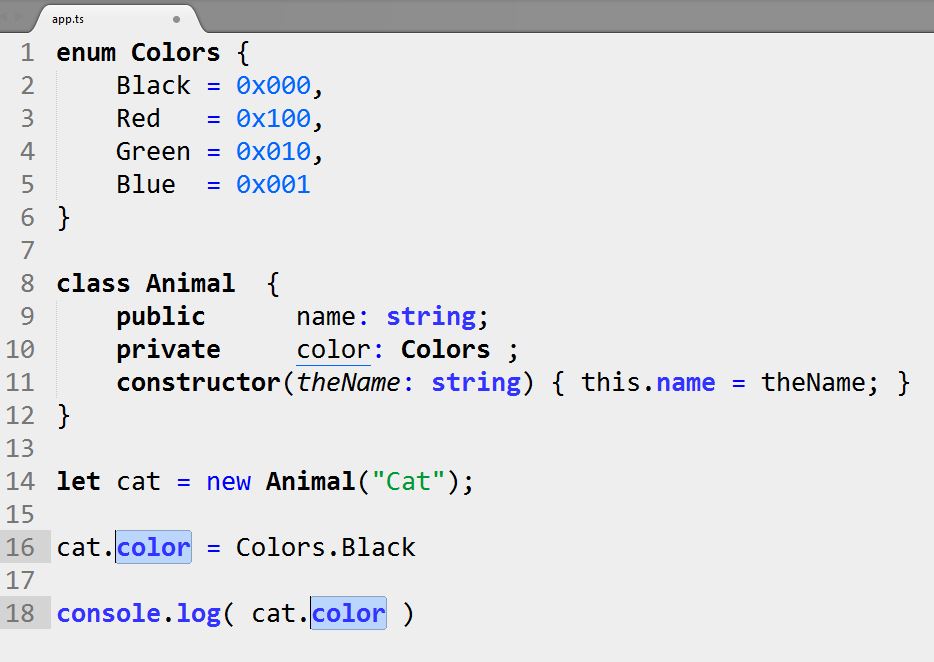 app.ts
1 enum Colors {
2     Black = 0x000,
3     Red   = 0x100,
4     Green = 0x010,
5     Blue  = 0x001
6 }
7
8 class Animal  {
9     public      name: string;
10     private     color: Colors ;
11     constructor(theName: string) { this.name = theName; }
12 }
13
14 let cat = new Animal("Cat");
15
16 cat.color = Colors.Black
17
18 console.log( cat.color )